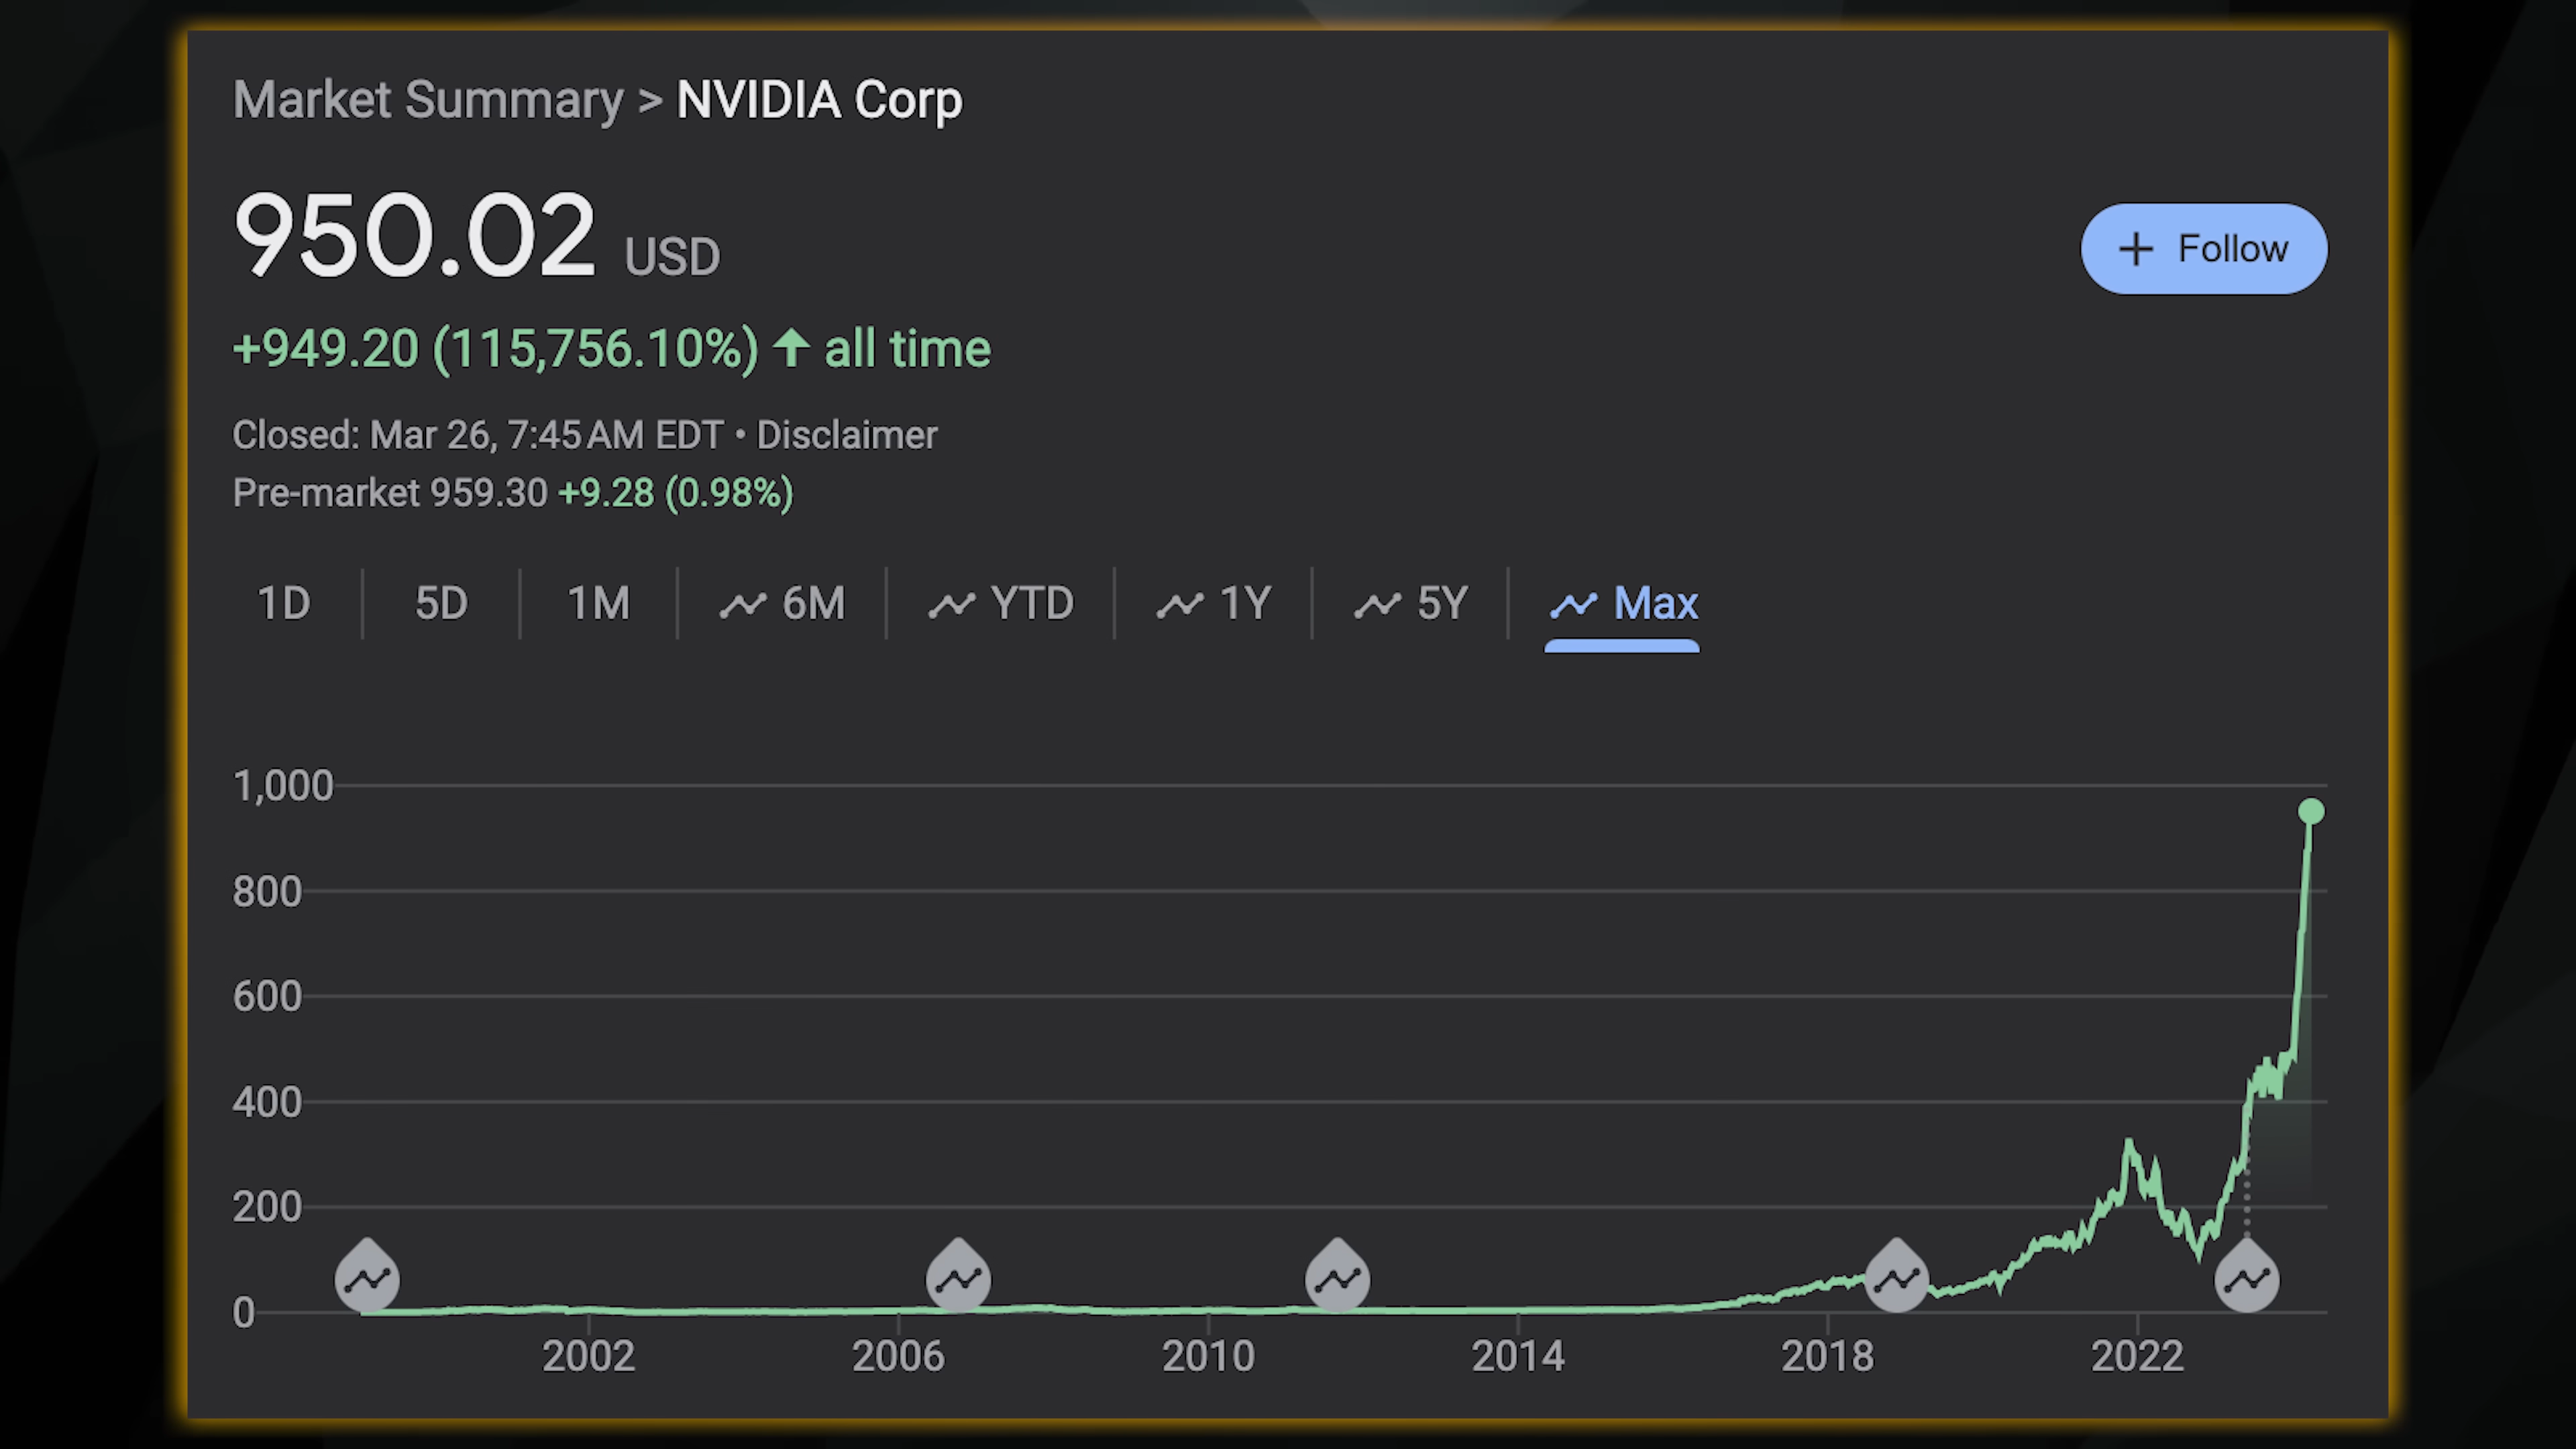 Market Summary > NVIDIA Corp
950.02 USD
+ Follow
+949.20 (115,756.10%) ↑ all time
Closed: Mar 26, 7:45 AM EDT • Disclaimer
Pre-market 959.30 +9.28 (0.98%)
1D 5D 1M 6M YTD 1Y 5Y Max
1,000
800
600
400
200
0
2002 2006 2010 2014 2018 2022